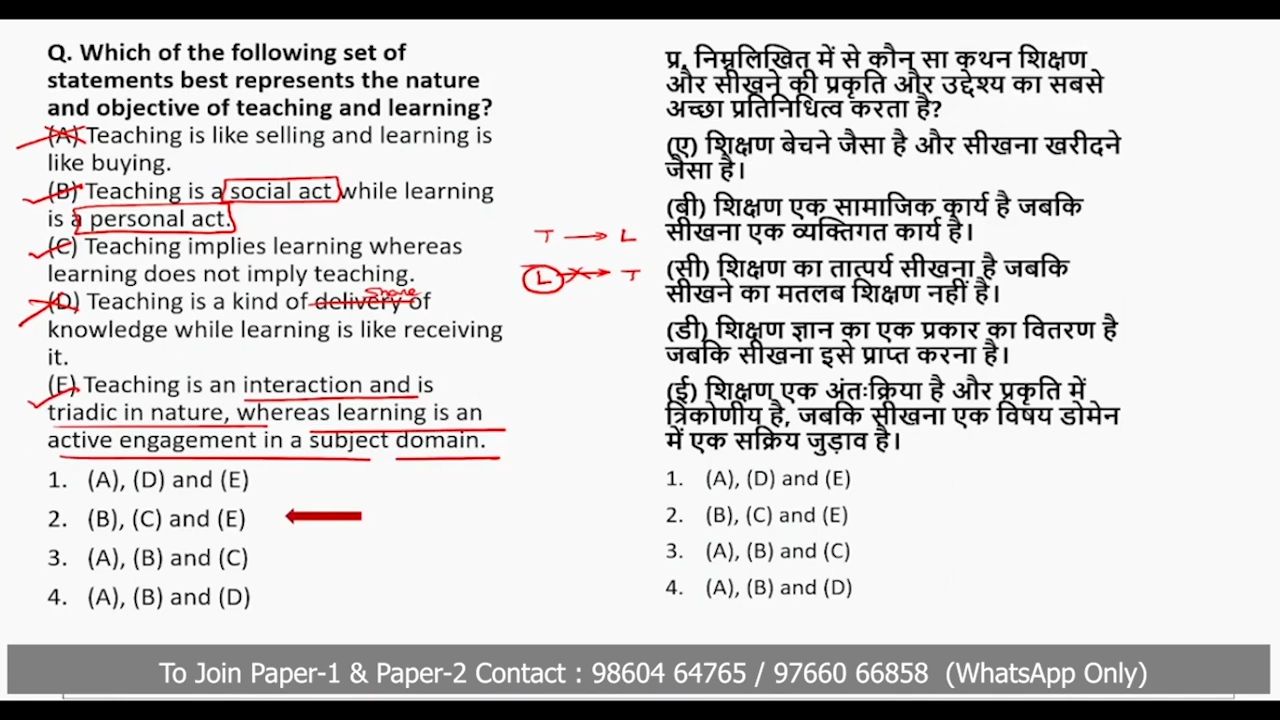 Q. Which of the following set of
statements best represents the nature
and objective of teaching and learning?
(A) Teaching is like selling and learning is
like buying.
(B) Teaching is a social act while learning
is a personal act.
(C) Teaching implies learning whereas
learning does not imply teaching.
(D) Teaching is a kind of delivery of
share
knowledge while learning is like receiving
it.
(E) Teaching is an interaction and is
triadic in nature, whereas learning is an
active engagement in a subject domain.
1. (A), (D) and (E)
2. (B), (C) and (E)
3. (A), (B) and (C)
4. (A), (B) and (D)
T → L
L → T
प्र. निम्नलिखित में से कौन सा कथन शिक्षण
और सीखने की प्रकृति और उद्देश्य का सबसे
अच्छा प्रतिनिधित्व करता है?
(ए) शिक्षण बेचने जैसा है और सीखना खरीदने
जैसा है।
(बी) शिक्षण एक सामाजिक कार्य है जबकि
सीखना एक व्यक्तिगत कार्य है।
(सी) शिक्षण का तात्पर्य सीखना है जबकि
सीखने का मतलब शिक्षण नहीं है।
(डी) शिक्षण ज्ञान का एक प्रकार का वितरण है
जबकि सीखना इसे प्राप्त करना है।
(ई) शिक्षण एक अंतःक्रिया है और प्रकृति में
त्रिकोणीय है, जबकि सीखना एक विषय डोमेन
में एक सक्रिय जुड़ाव है।
1. (A), (D) and (E)
2. (B), (C) and (E)
3. (A), (B) and (C)
4. (A), (B) and (D)
To Join Paper-1 & Paper-2 Contact : 98604 64765 / 97660 66858 (WhatsApp Only)